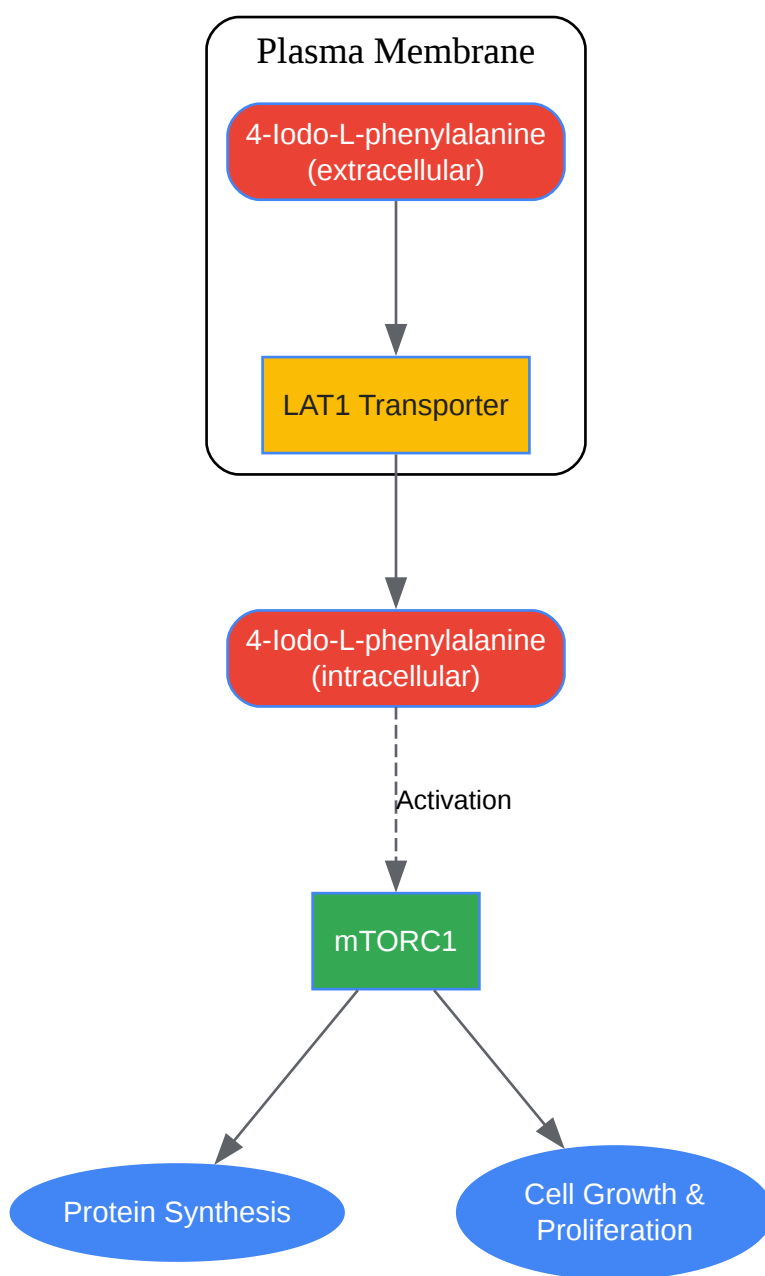 Plasma Membrane
4-Iodo-L-phenylalanine
(extracellular)
LAT1 Transporter
4-Iodo-L-phenylalanine
(intracellular)
Activation
mTORC1
Protein Synthesis
Cell Growth &
Proliferation